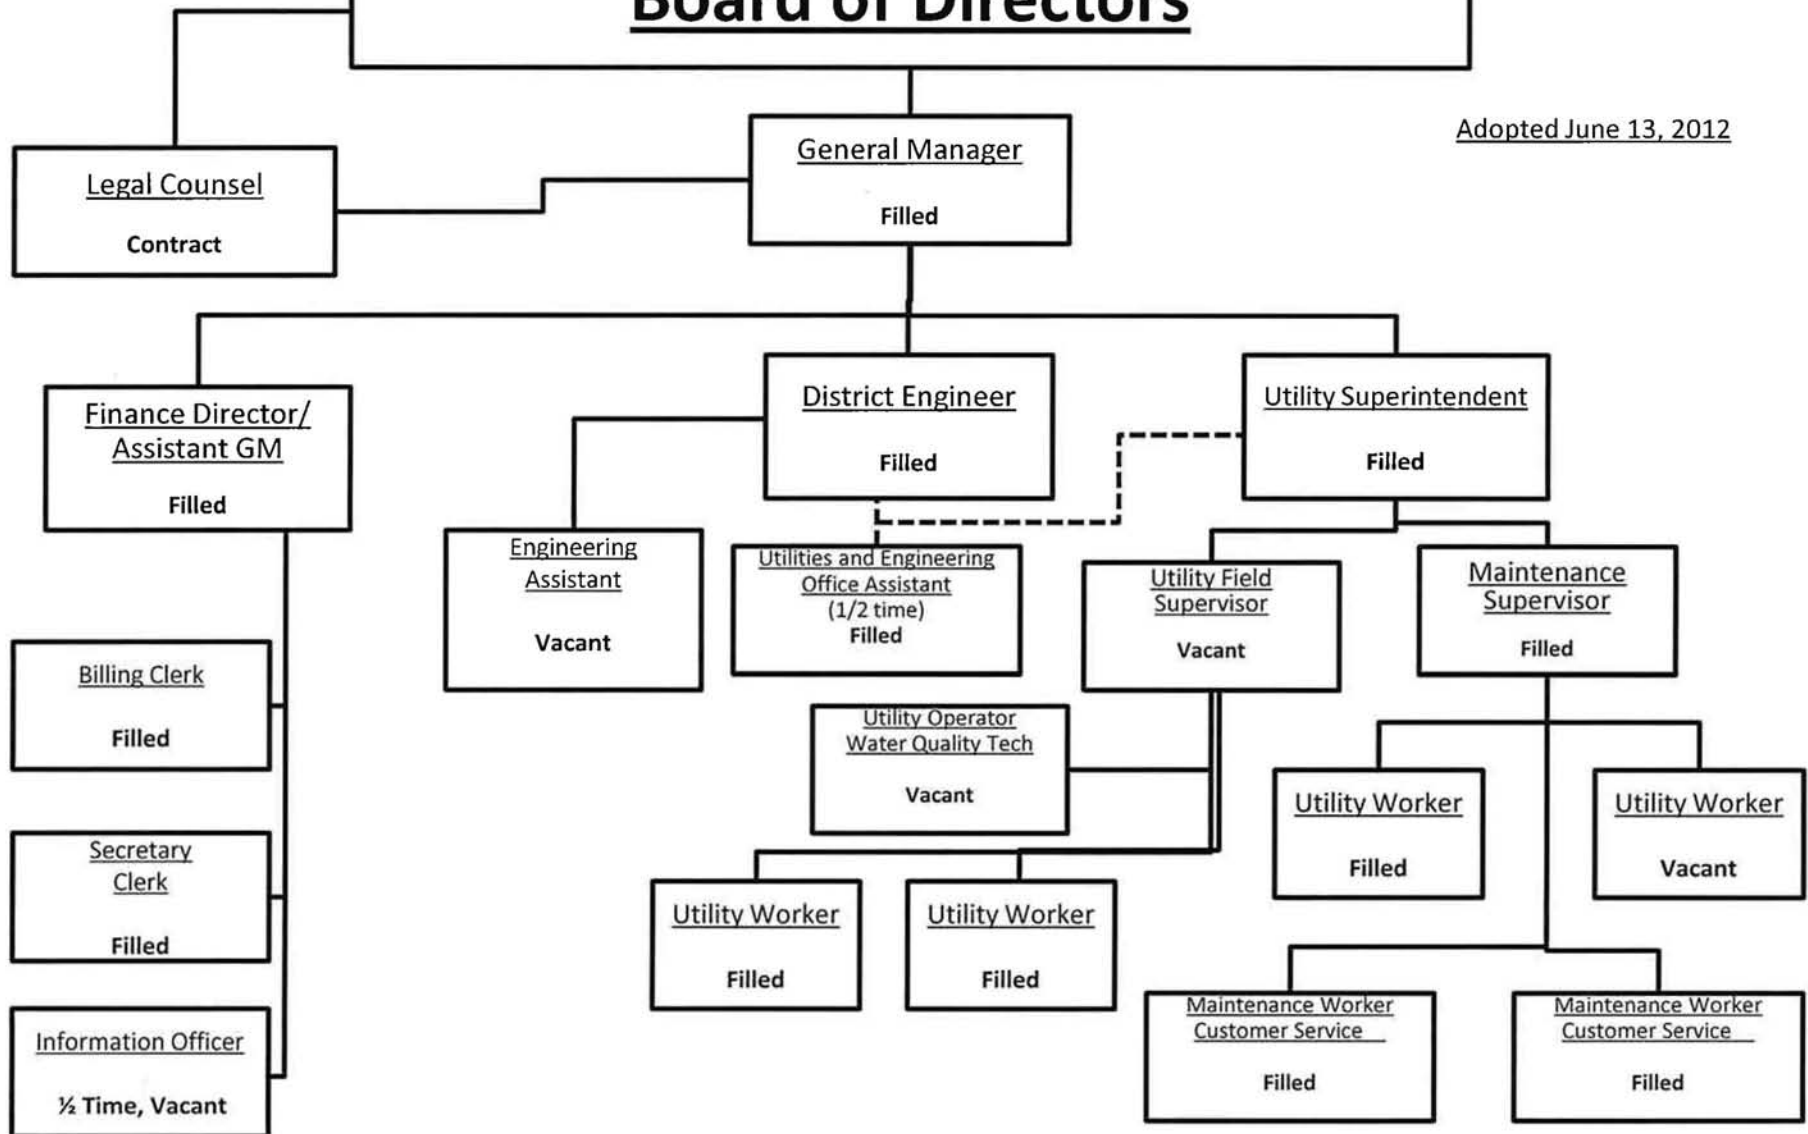 Board of Directors
Adopted June 13, 2012
General Manager
Filled
Legal Counsel
Contract
Finance Director/
Assistant GM
Filled
District Engineer
Filled
Utility Superintendent
Filled
Engineering
Assistant
Vacant
Utilities and Engineering
Office Assistant
(1/2 time)
Filled
Utility Field
Supervisor
Vacant
Maintenance
Supervisor
Filled
Billing Clerk
Filled
Utility Operator
Water Quality Tech
Vacant
Utility Worker
Filled
Utility Worker
Vacant
Secretary
Clerk
Filled
Utility Worker
Filled
Utility Worker
Filled
Information Officer
½ Time, Vacant
Maintenance Worker
Customer Service
Filled
Maintenance Worker
Customer Service
Filled